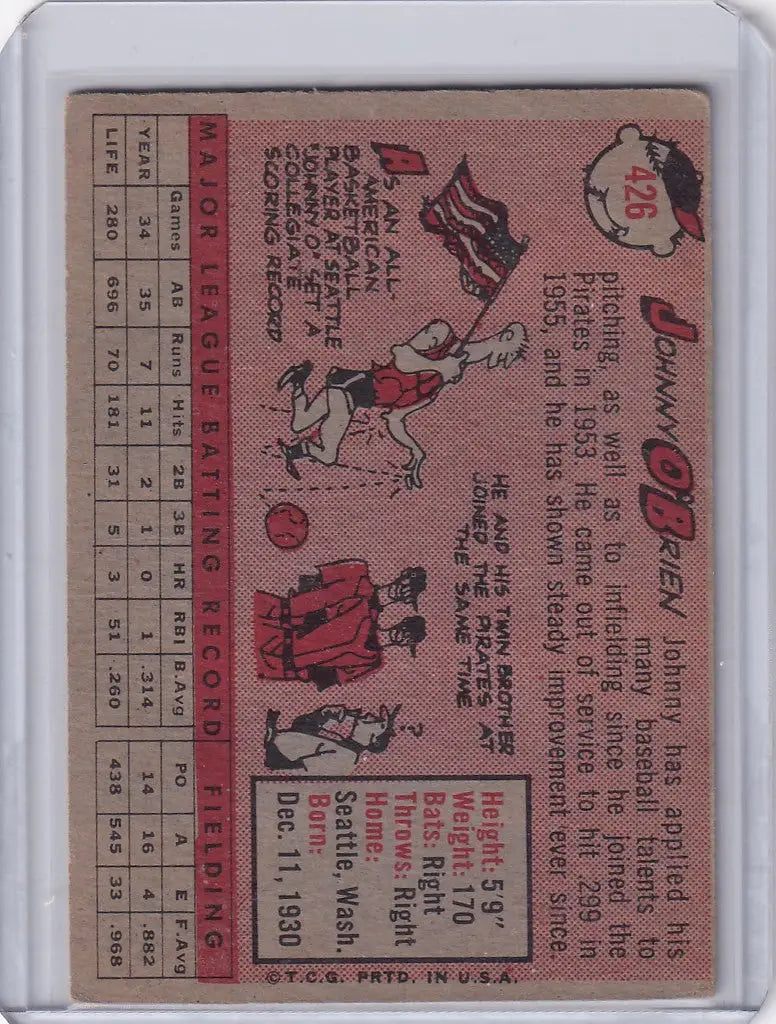 426
JOHNNY O'BRIEN
Johnny has applied his
many baseball talents to
pitching, as well as to infielding since he joined the
Pirates in 1953. He came out of service to hit .299 in
1955, and he has shown steady improvement ever since.
AS AN ALL-
AMERICAN
BASKETBALL
PLAYER AT SEATTLE
"JOHNNY O" SET A
COLLEGIATE
SCORING RECORD
HE AND HIS TWIN BROTHER
JOINED THE PIRATES AT
THE SAME TIME
?
Height: 5'9"
Weight: 170
Bats: Right
Throws: Right
Home:
Seattle, Wash.
Born:
Dec. 11, 1930
© T.C.G. PRTD. IN U.S.A.
MAJOR LEAGUE BATTING RECORD FIELDING
Games AB Runs Hits 2B 3B HR RBI B.Avg PO A E F.Avg
YEAR 34 35 7 11 2 1 0 1 .314 14 16 4 .882
LIFE 280 696 70 181 31 5 3 51 .260 438 545 33 .968